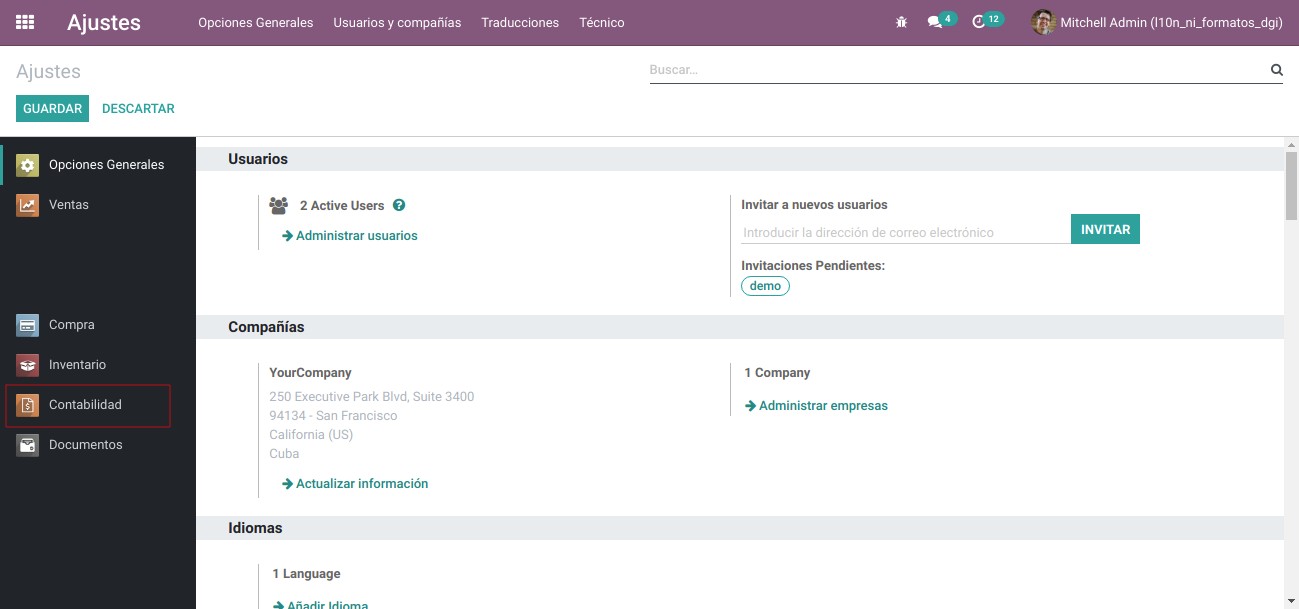 Ajustes Opciones Generales Usuarios y compañías Traducciones Técnico 4 12 Mitchell Admin (l10n_ni_formatos_dgi)
Ajustes
Buscar...
GUARDAR DESCARTAR
Opciones Generales
Ventas
Compra
Inventario
Contabilidad
Documentos
Usuarios
2 Active Users
Administrar usuarios
Invitar a nuevos usuarios
Introducir la dirección de correo electrónico INVITAR
Invitaciones Pendientes:
demo
Compañías
YourCompany
250 Executive Park Blvd, Suite 3400
94134 - San Francisco
California (US)
Cuba
Actualizar información
1 Company
Administrar empresas
Idiomas
1 Language
Añadir Idioma